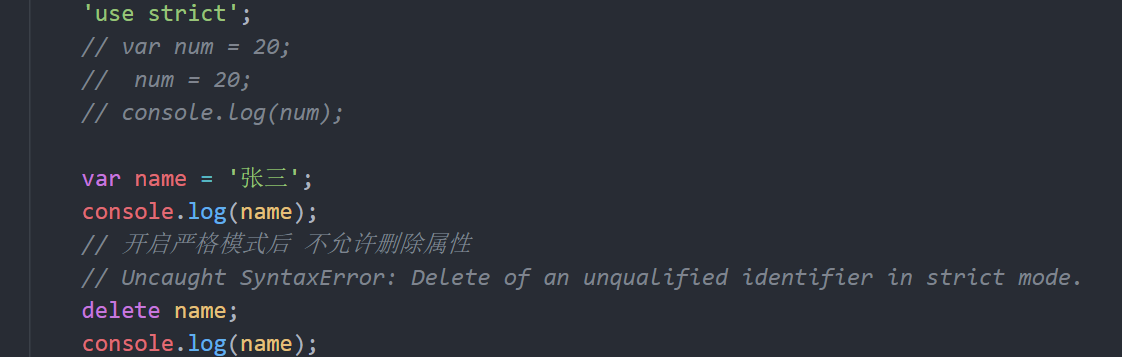 'use strict';
// var num = 20;
//  num = 20;
// console.log(num);
var name = '张三';
console.log(name);
// 开启严格模式后 不允许删除属性
// Uncaught SyntaxError: Delete of an unqualified identifier in strict mode.
delete name;
console.log(name);